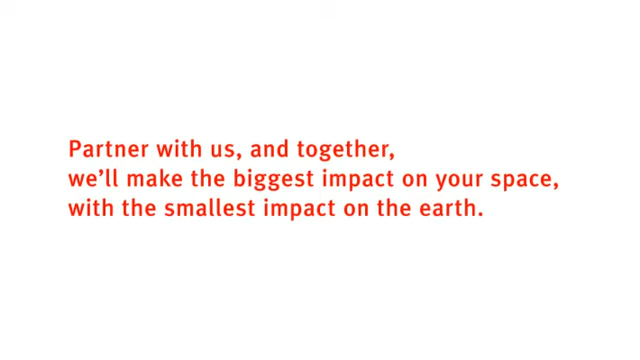 Partner with us, and together,
we’ll make the biggest impact on your space,
with the smallest impact on the earth.